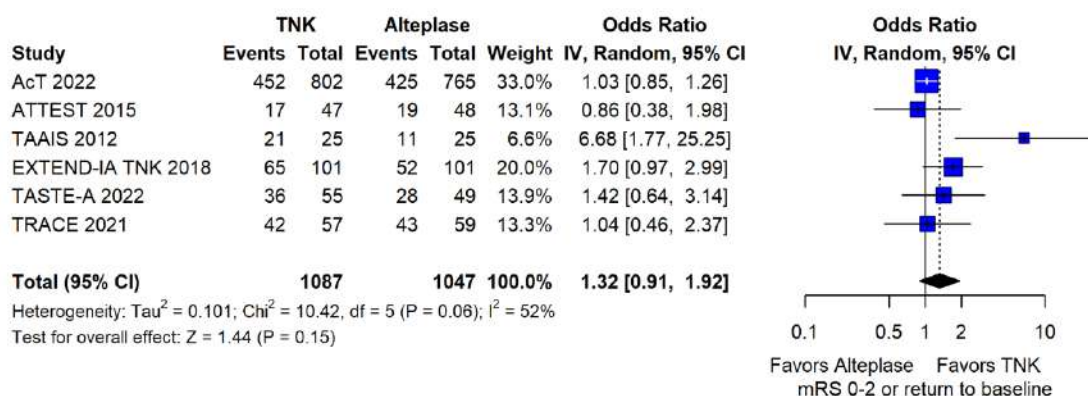 TNK Alteplase Odds Ratio Odds Ratio
Study Events Total Events Total Weight IV, Random, 95% CI IV, Random, 95% CI
AcT 2022 452 802 425 765 33.0% 1.03 [0.85, 1.26]
ATTEST 2015 17 47 19 48 13.1% 0.86 [0.38, 1.98]
TAAIS 2012 21 25 11 25 6.6% 6.68 [1.77, 25.25]
EXTEND-IA TNK 2018 65 101 52 101 20.0% 1.70 [0.97, 2.99]
TASTE-A 2022 36 55 28 49 13.9% 1.42 [0.64, 3.14]
TRACE 2021 42 57 43 59 13.3% 1.04 [0.46, 2.37]
Total (95% CI) 1087 1047 100.0% 1.32 [0.91, 1.92]
Heterogeneity: Tau² = 0.101; Chi² = 10.42, df = 5 (P = 0.06); I² = 52%
Test for overall effect: Z = 1.44 (P = 0.15)
0.1 0.5 1 2 10
Favors Alteplase Favors TNK
mRS 0-2 or return to baseline